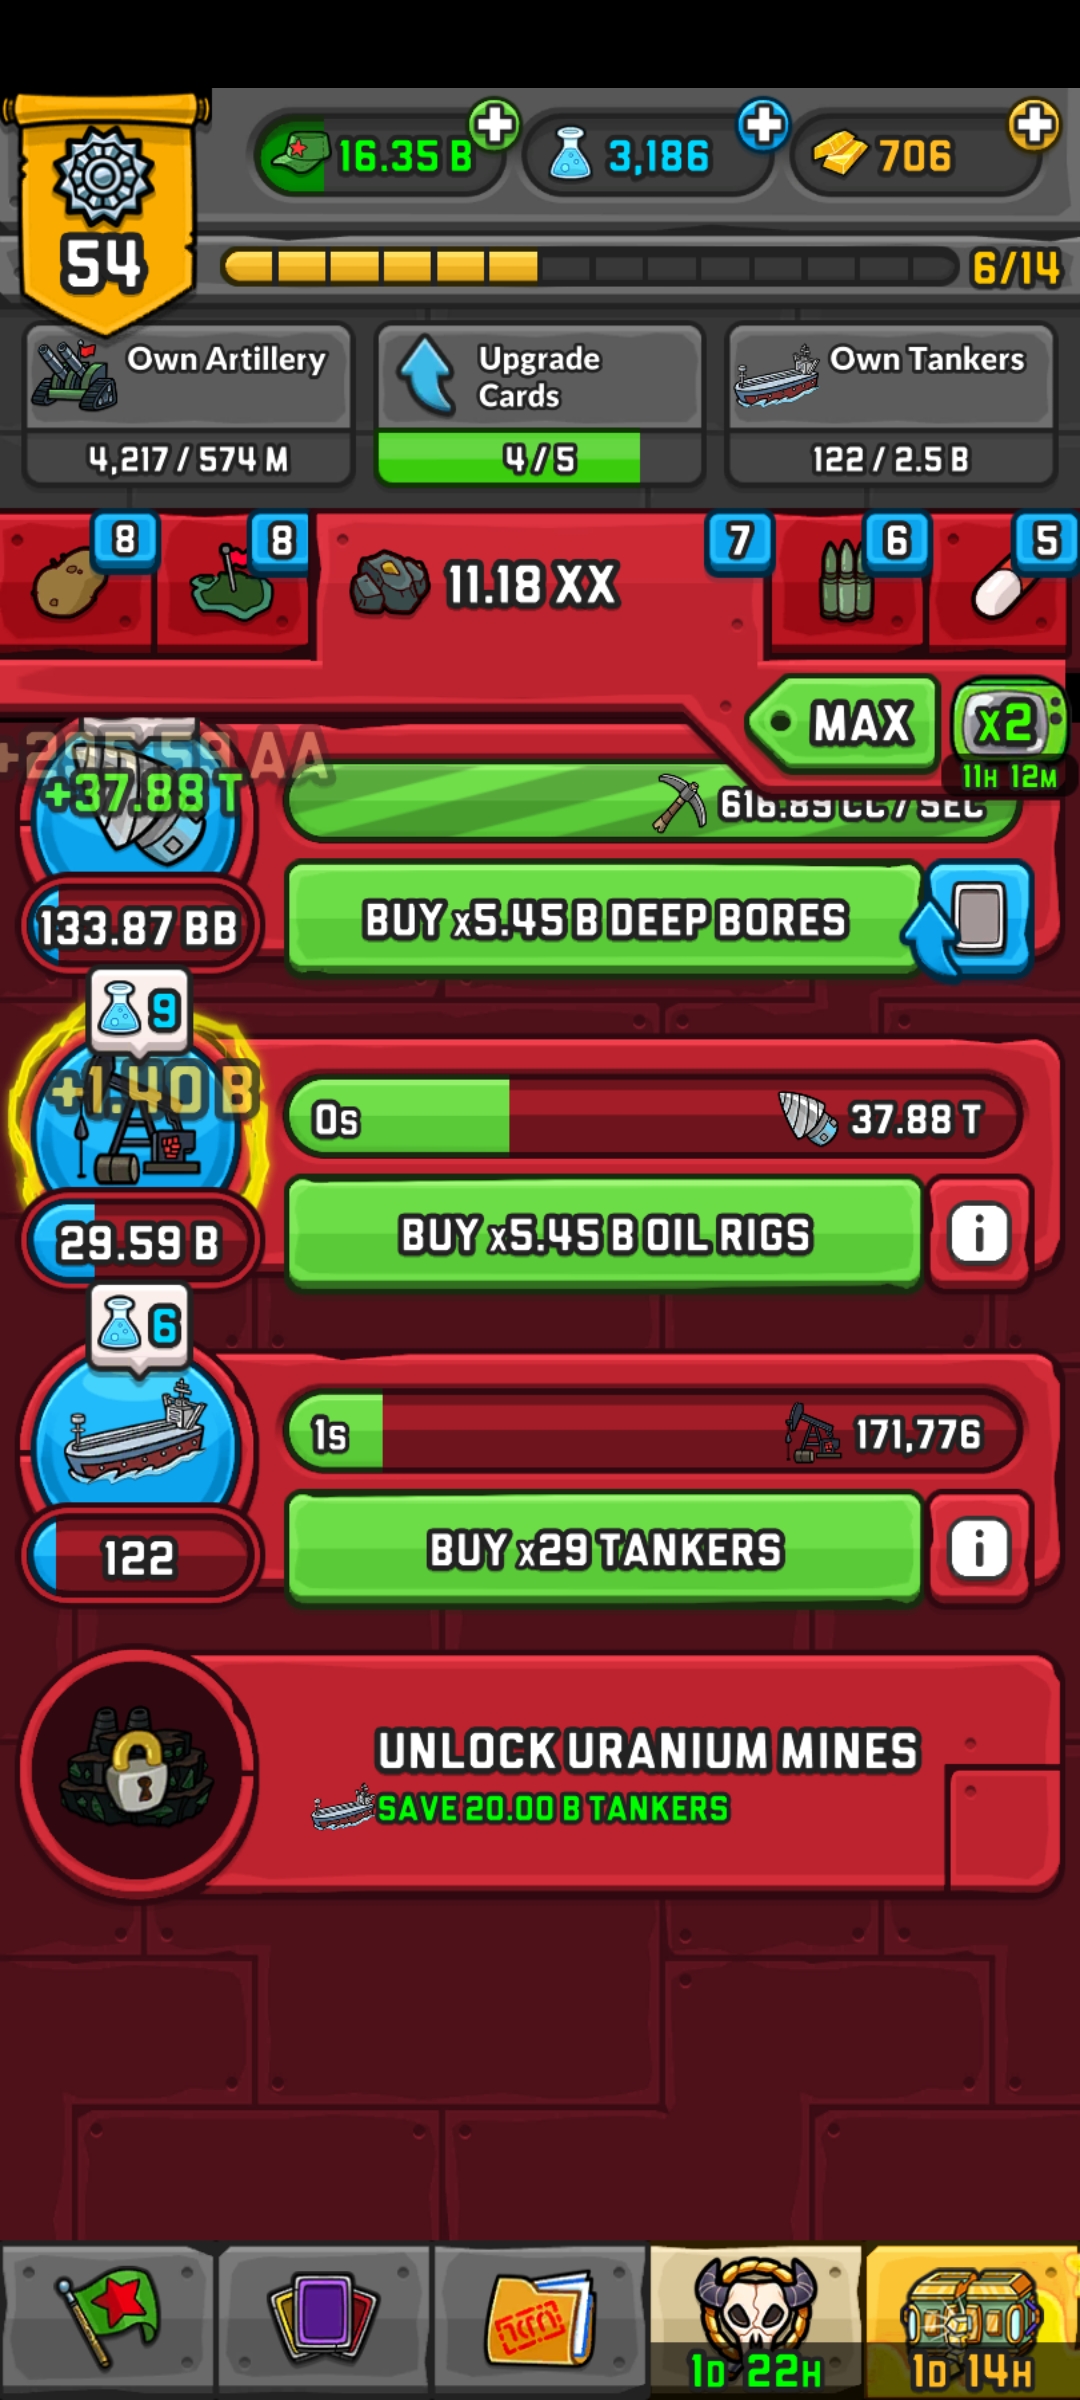 16.35 B
3,186
706
54
6/14
Own Artillery
4,217 / 574 M
Upgrade
Cards
4 / 5
Own Tankers
122 / 2.5 B
8
8
11.18 XX
7
6
5
MAX
x2
11H 12M
+37.88 T
616.89 CC / SEC
133.87 BB
BUY x5.45 B DEEP BORES
9
+1.40 B
0s
37.88 T
29.59 B
BUY x5.45 B OIL RIGS
i
6
1s
171,776
122
BUY x29 TANKERS
i
UNLOCK URANIUM MINES
SAVE 20.00 B TANKERS
1D 22H
1D 14H